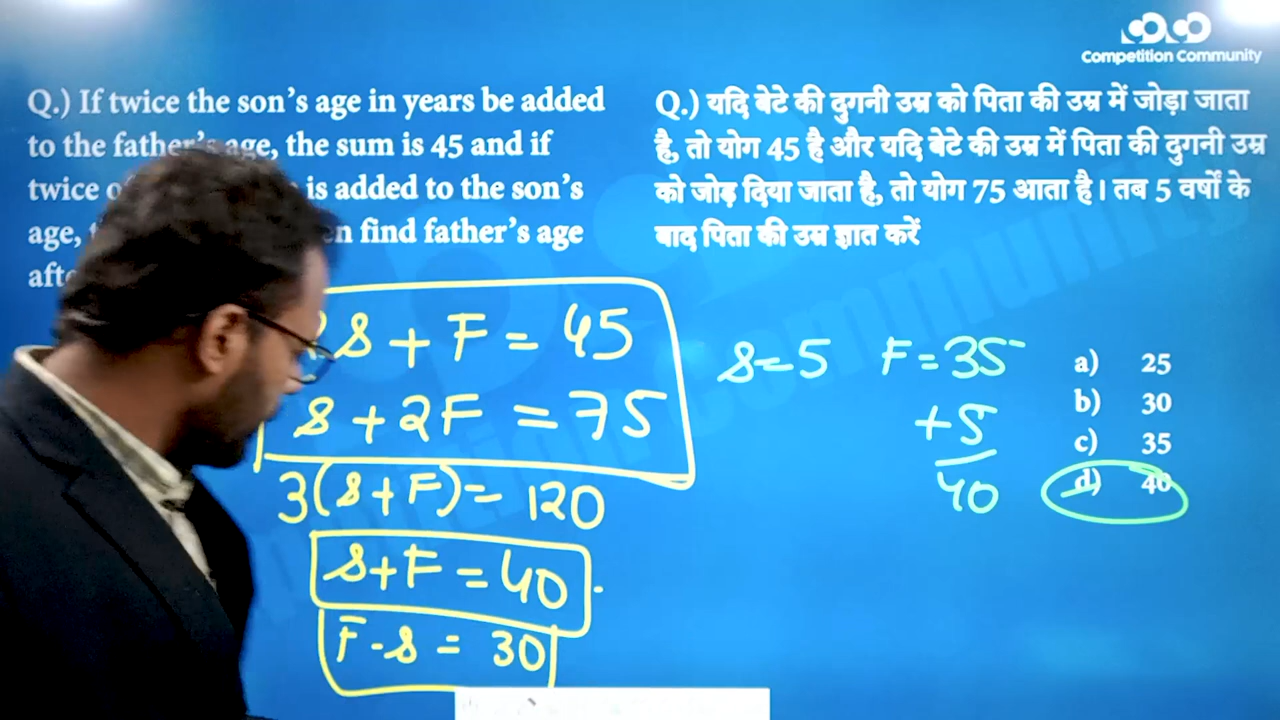 Competition Community
Q.) If twice the son's age in years be added
to the father's age, the sum is 45 and if
twice is added to the son's
age, find father's age
Q.) यदि बेटे की दुगनी उम्र को पिता की उम्र में जोड़ा जाता
है, तो योग 45 है और यदि बेटे की उम्र में पिता की दुगनी उम्र
को जोड़ दिया जाता है, तो योग 75 आता है। तब 5 वर्षों के
बाद पिता की उम्र ज्ञात करें
S + F = 45
S + 2F = 75
3(S + F) = 120
S + F = 40
F - S = 30
S = 5 F = 35
+ 5
40
a) 25
b) 30
c) 35
d) 40